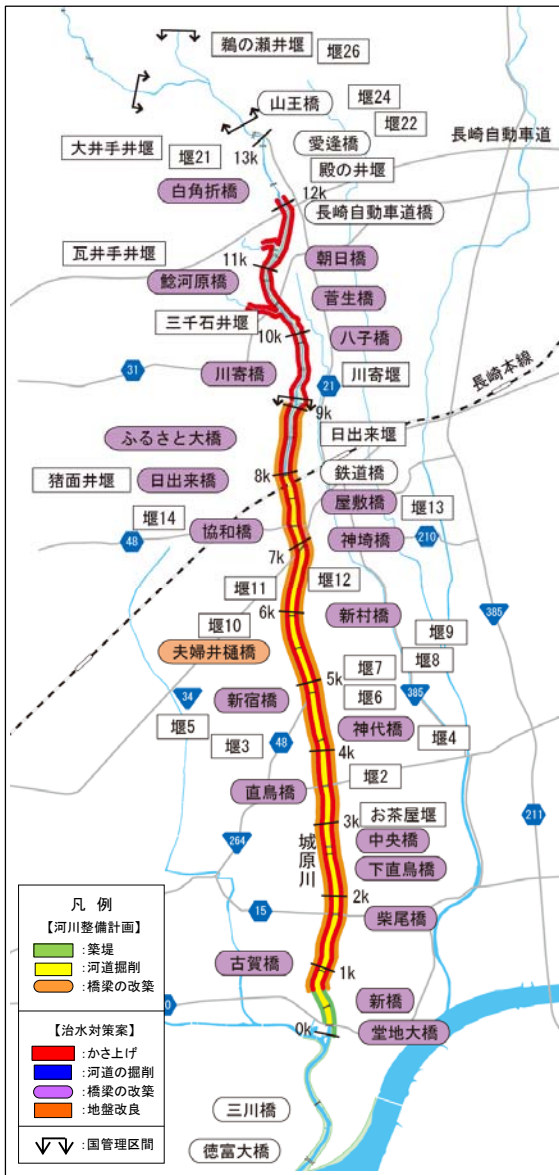 鵜の瀬井堰
堰26
山王橋
堰24
堰22
大井手井堰
堰21
13k
愛逢橋
長崎自動車道
殿の井堰
白角折橋
12k
長崎自動車道橋
瓦井手井堰
11k
朝日橋
鯰河原橋
菅生橋
三千石井堰
10k
八子橋
31
川寄橋
21
川寄堰
長崎本線
9k
ふるさと大橋
日出来堰
猪面井堰
日出来橋
8k
鉄道橋
屋敷橋
堰13
堰14
48
協和橋
神埼橋
210
7k
堰11
堰12
堰10
6k
新村橋
385
堰9
夫婦井樋橋
堰7
堰8
34
新宿橋
5k
堰6
385
堰5
堰3
48
神代橋
堰4
4k
直鳥橋
堰2
211
3k
お茶屋堰
264
城原川
中央橋
下直鳥橋
15
2k
柴尾橋
古賀橋
1k
新橋
0k
堂地大橋
三川橋
徳富大橋
凡 例
【河川整備計画】
:築堤
:河道掘削
:橋梁の改築
【治水対策案】
:かさ上げ
:河道の掘削
:橋梁の改築
:地盤改良
:国管理区間